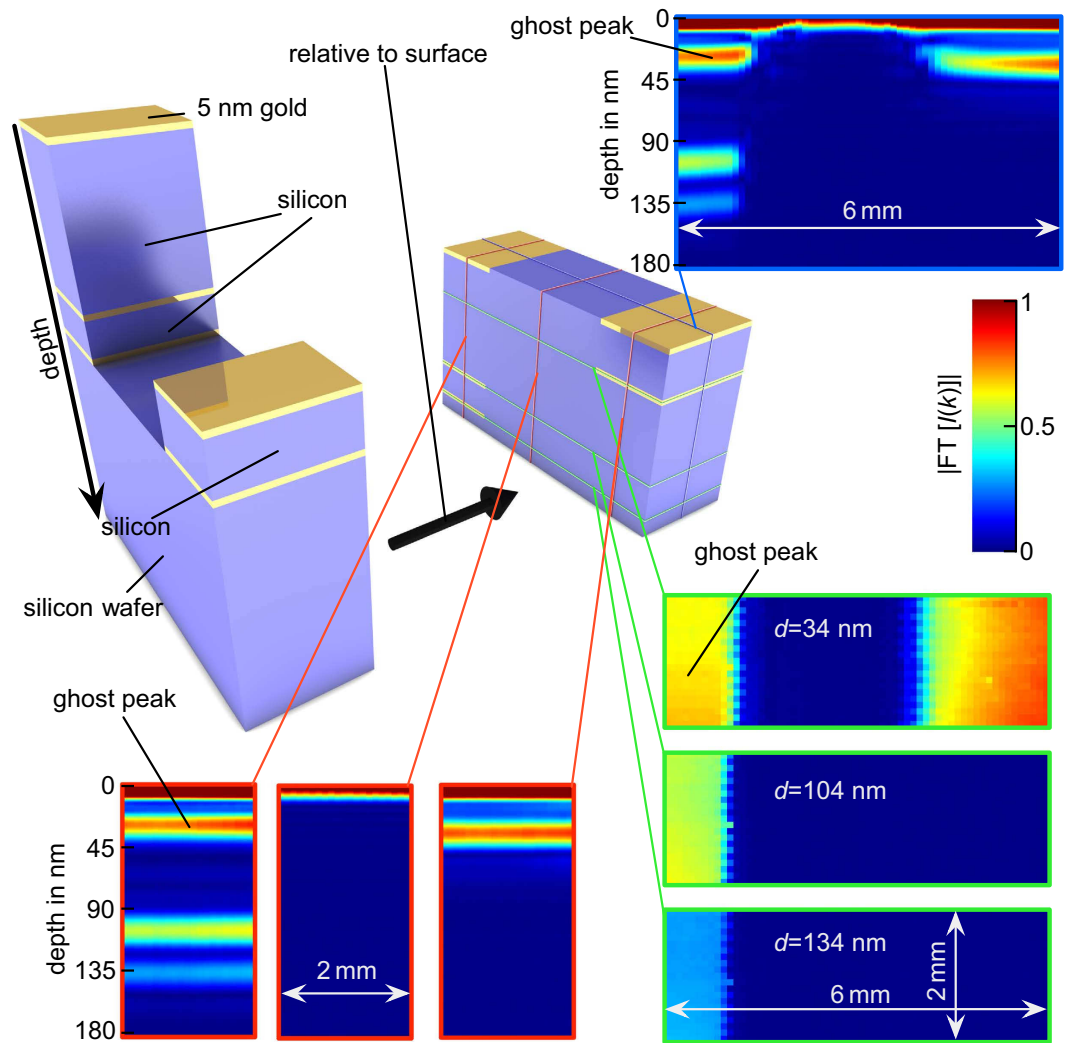 ghost peak
relative to surface
5 nm gold
silicon
depth
silicon
silicon wafer
depth in nm
0
45
90
135
180
6 mm
|FT [I(k)]|
1
0.5
0
ghost peak
d=34 nm
d=104 nm
d=134 nm
6 mm
2 mm
ghost peak
depth in nm
0
45
90
135
180
2 mm